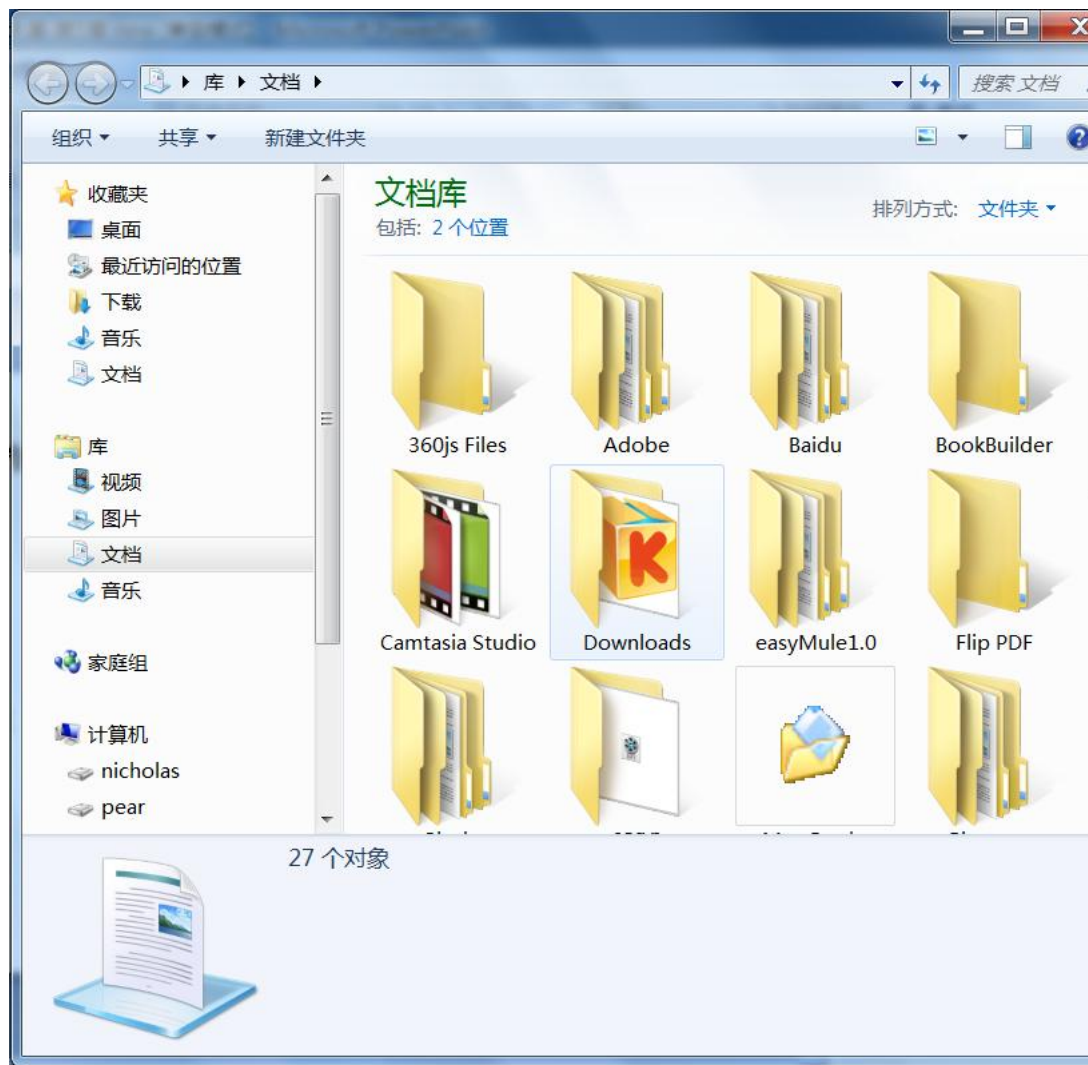 库 文档
搜索 文档
组织 共享 新建文件夹
收藏夹
桌面
最近访问的位置
下载
音乐
文档
库
视频
图片
文档
音乐
家庭组
计算机
nicholas
pear
文档库
包括: 2 个位置
排列方式: 文件夹
360js Files Adobe Baidu BookBuilder
Camtasia Studio Downloads easyMule1.0 Flip PDF
27 个对象